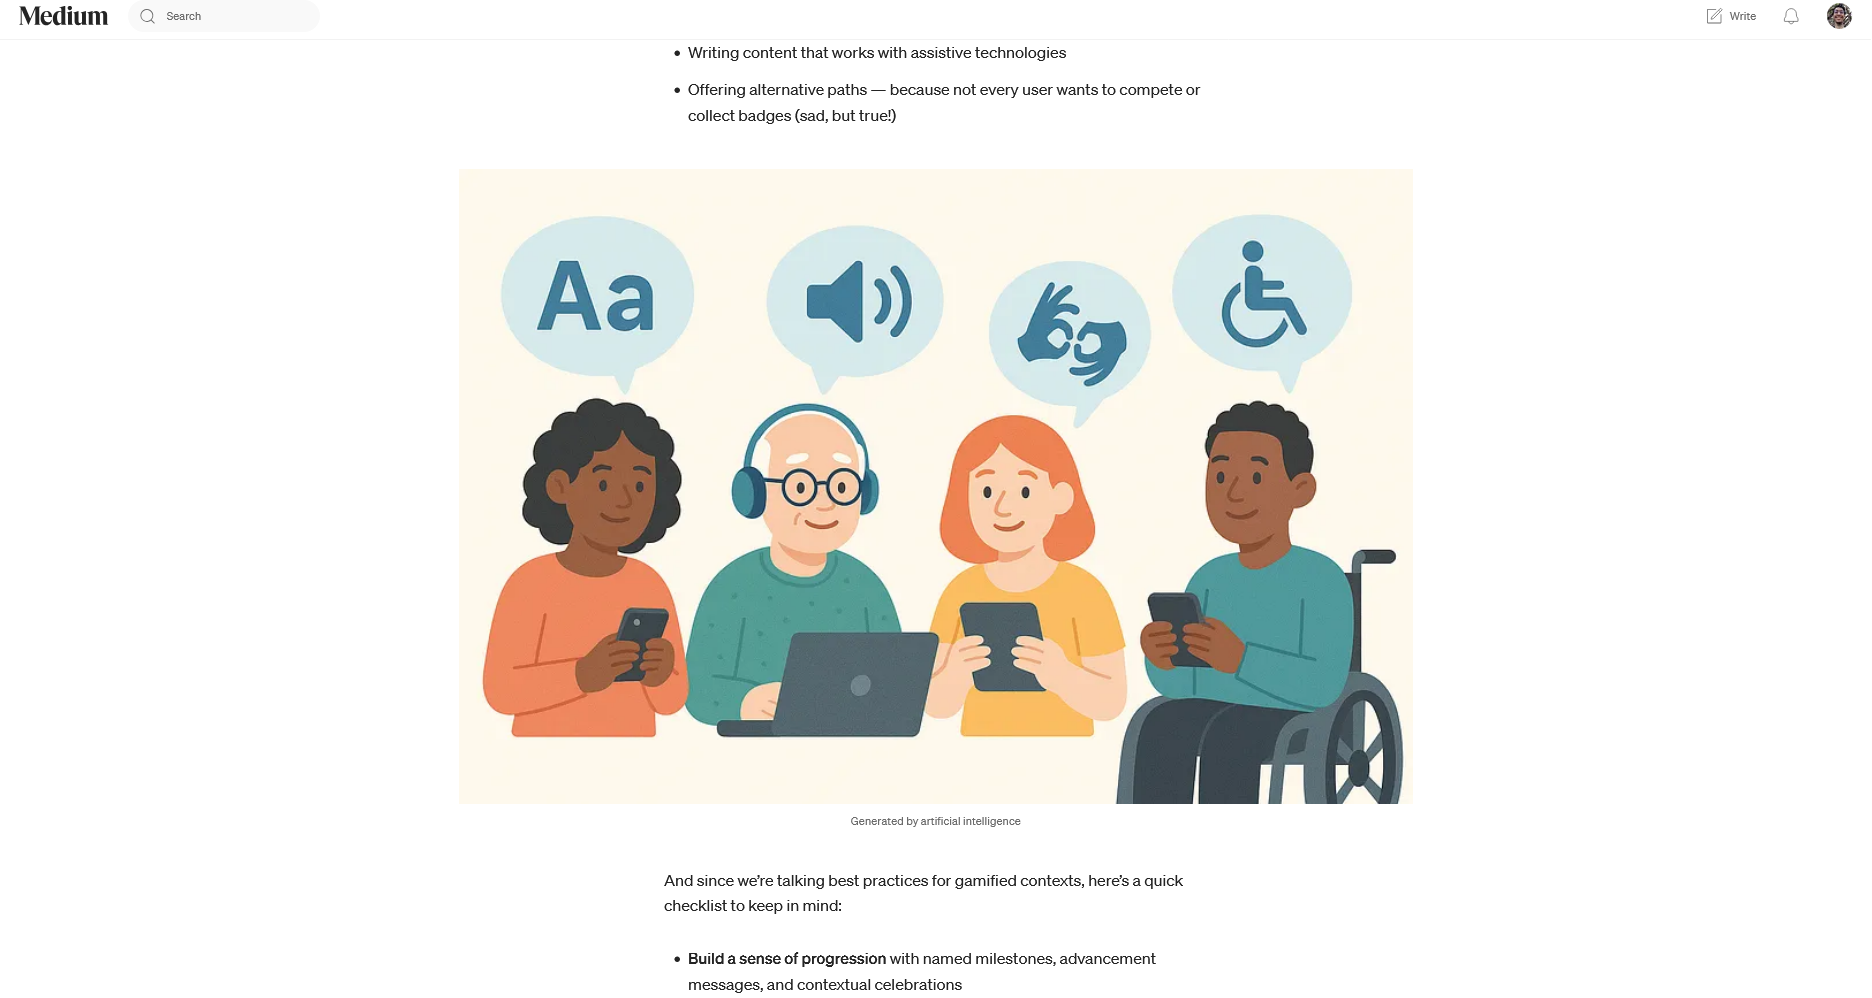 Medium
Search
Write
• Writing content that works with assistive technologies
• Offering alternative paths — because not every user wants to compete or
collect badges (sad, but true!)
Aa
Generated by artificial intelligence
And since we’re talking best practices for gamified contexts, here’s a quick
checklist to keep in mind:
• Build a sense of progression with named milestones, advancement
messages, and contextual celebrations